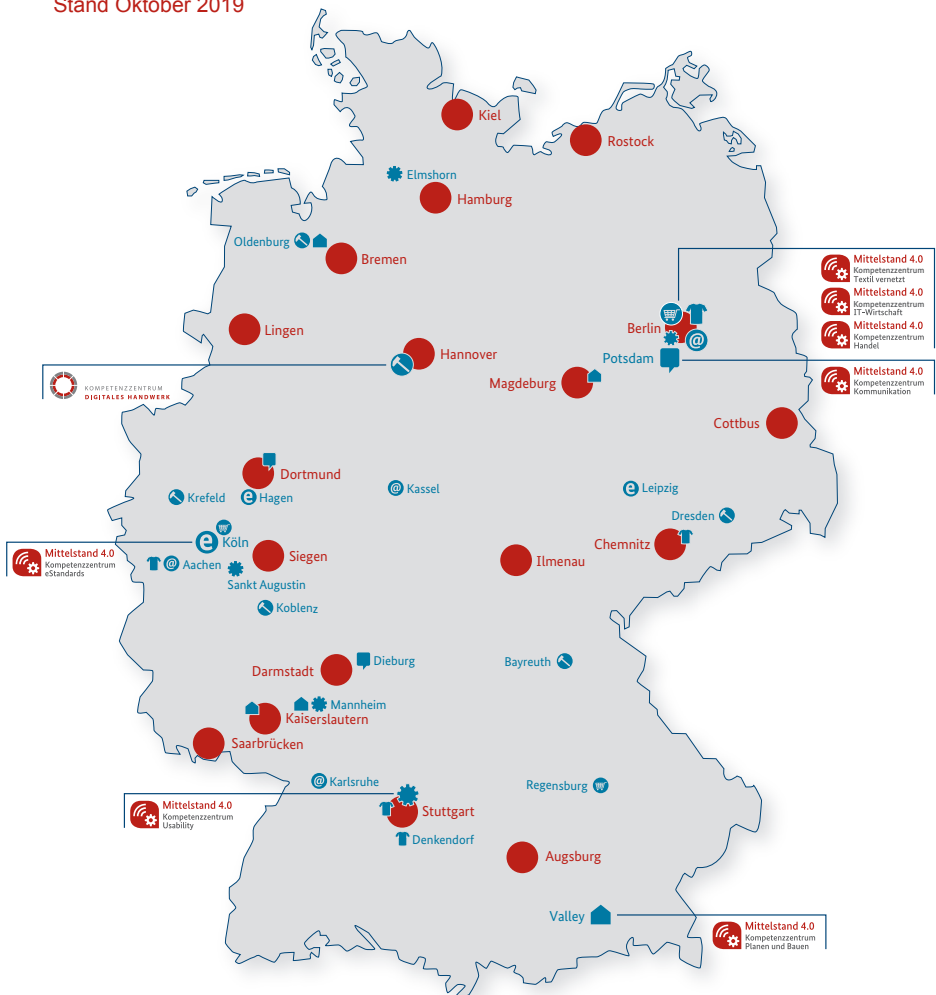 Stand Oktober 2019
Kiel
Rostock
Elmshorn
Hamburg
Oldenburg
Bremen
Mittelstand 4.0
Kompetenzzentrum
Textil vernetzt
Mittelstand 4.0
Kompetenzzentrum
IT-Wirtschaft
Mittelstand 4.0
Kompetenzzentrum
Handel
Lingen
Berlin
@
Hannover
Potsdam
KOMPETENZZENTRUM
DIGITALES HANDWERK
Magdeburg
Mittelstand 4.0
Kompetenzzentrum
Kommunikation
Cottbus
Dortmund
Krefeld
e Hagen
@ Kassel
e Leipzig
Dresden
e Köln
Siegen
Chemnitz
Mittelstand 4.0
Kompetenzzentrum
eStandards
@ Aachen
Ilmenau
Sankt Augustin
Koblenz
Darmstadt
Dieburg
Bayreuth
Mannheim
Kaiserslautern
Saarbrücken
@ Karlsruhe
Regensburg
Mittelstand 4.0
Kompetenzzentrum
Usability
Stuttgart
Denkendorf
Augsburg
Valley
Mittelstand 4.0
Kompetenzzentrum
Planen und Bauen